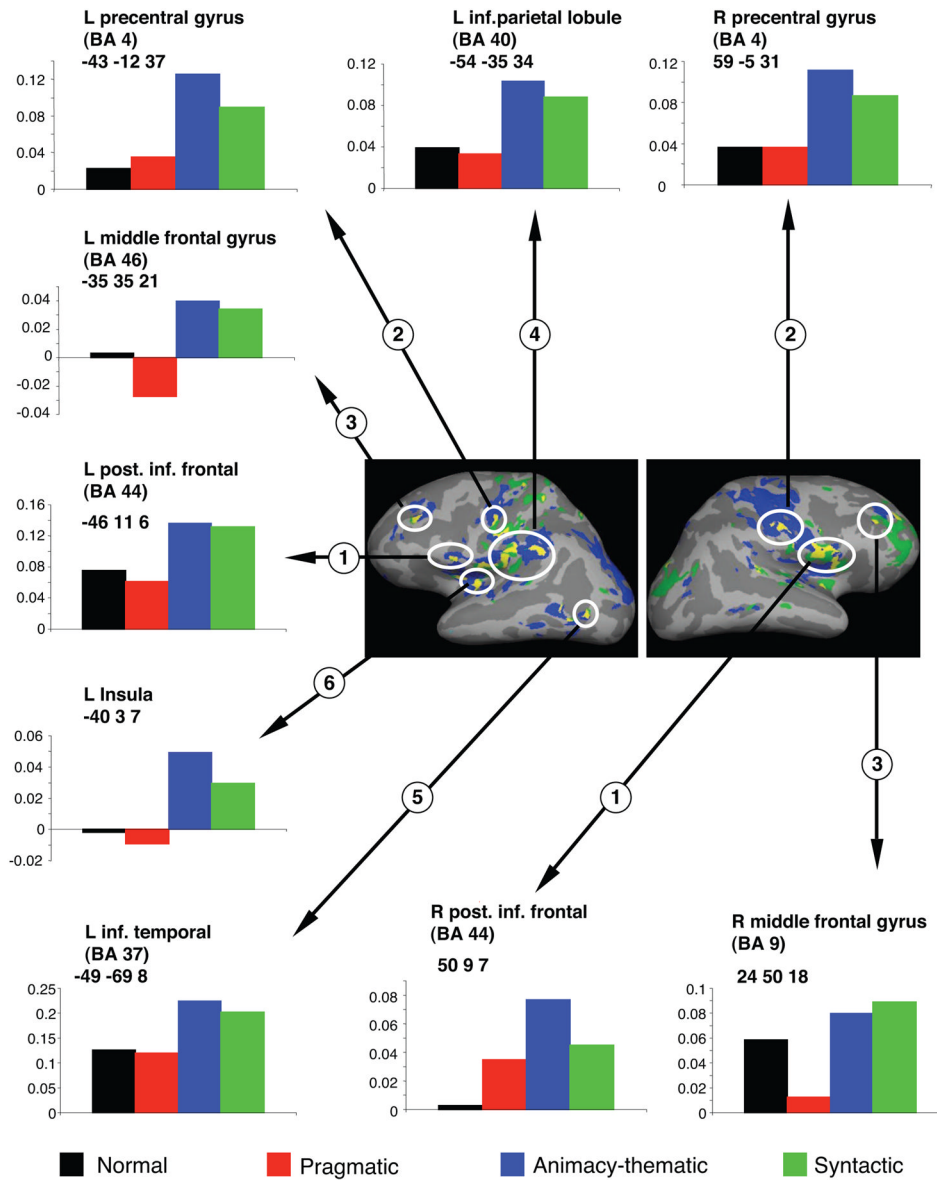 L precentral gyrus
(BA 4)
-43 -12 37
0.12
0.08
0.04
0
L inf.parietal lobule
(BA 40)
-54 -35 34
0.12
0.08
0.04
0
R precentral gyrus
(BA 4)
59 -5 31
0.12
0.08
0.04
0
L middle frontal gyrus
(BA 46)
-35 35 21
0.04
0.02
0
-0.02
-0.04
2
4
2
3
L post. inf. frontal
(BA 44)
-46 11 6
0.16
0.12
0.08
0.04
0
1
L Insula
-40 3 7
0.06
0.04
0.02
0
-0.02
6
5
1
3
L inf. temporal
(BA 37)
-49 -69 8
0.25
0.2
0.15
0.1
0.05
0
R post. inf. frontal
(BA 44)
50 9 7
0.08
0.06
0.04
0.02
0
R middle frontal gyrus
(BA 9)
24 50 18
0.1
0.08
0.06
0.04
0.02
0
Normal
Pragmatic
Animacy-thematic
Syntactic